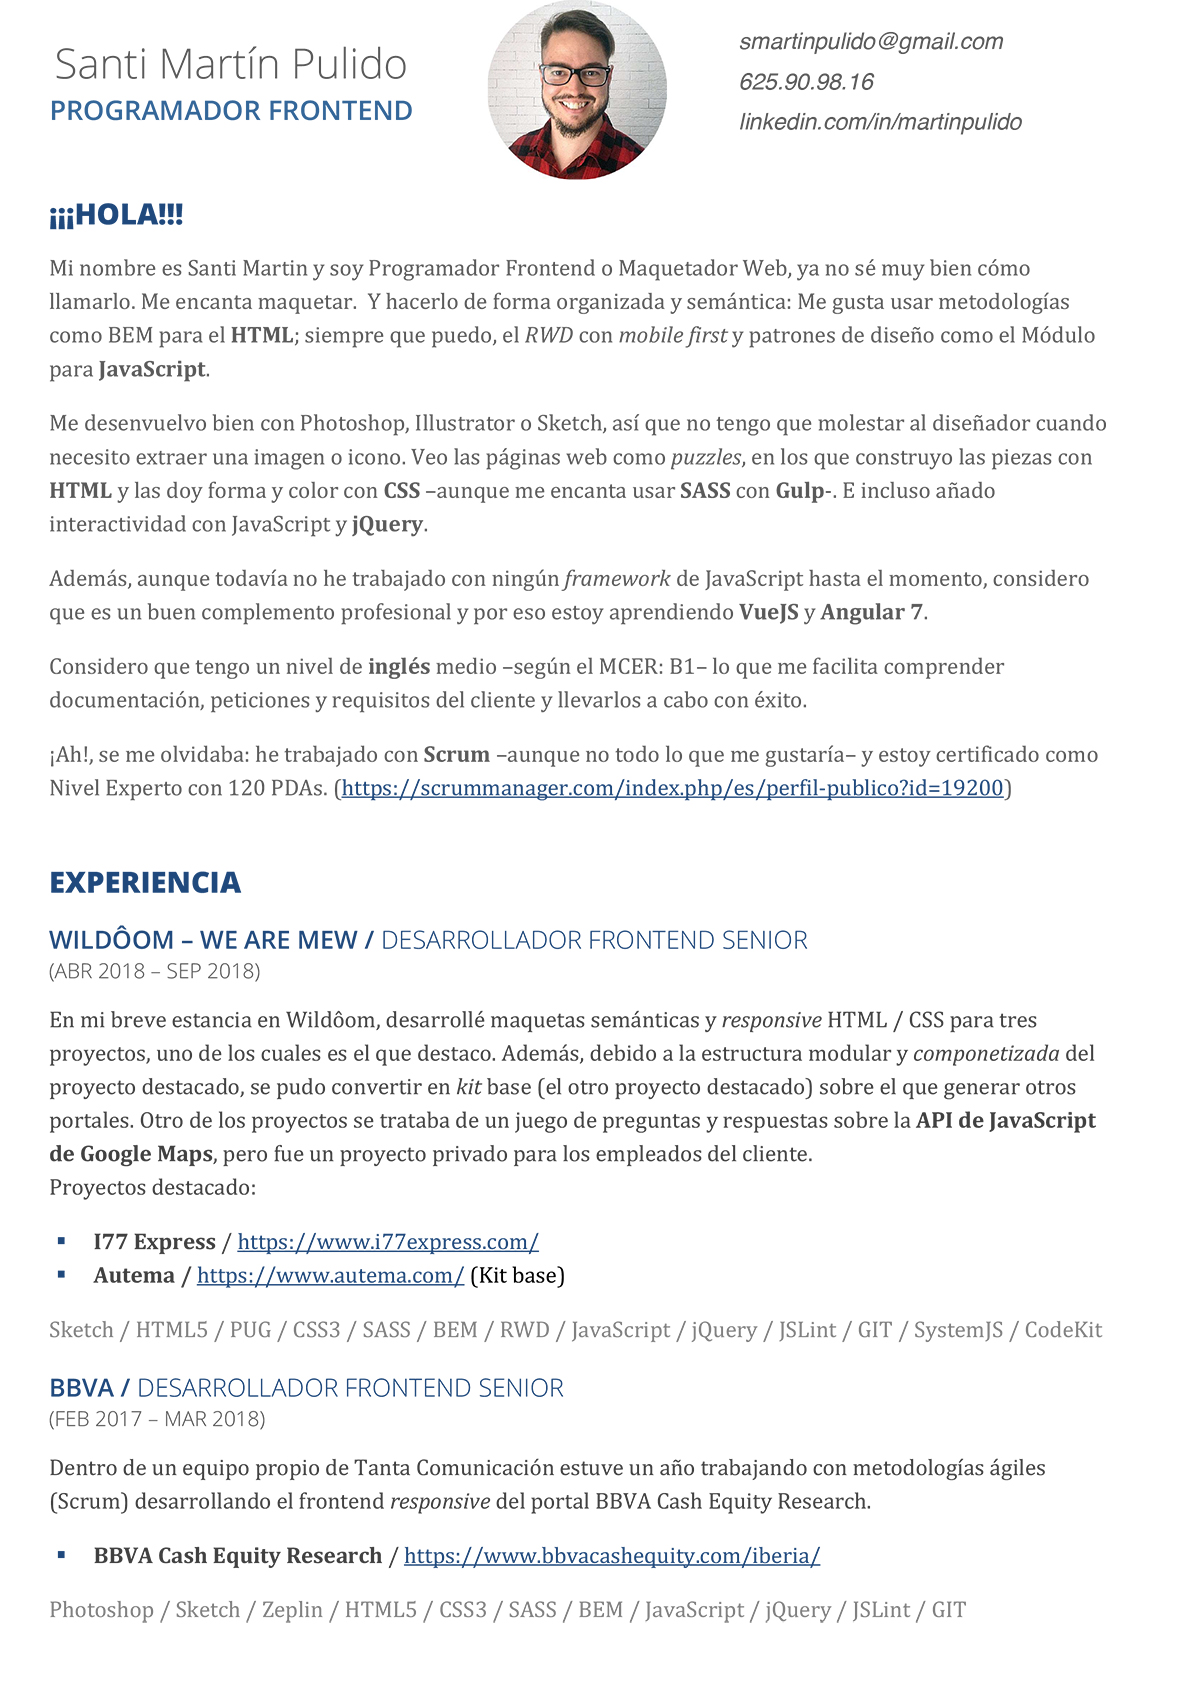 Santi Martín Pulido
PROGRAMADOR FRONTEND
smartinpulido@gmail.com
625.90.98.16
linkedin.com/in/martinpulido
¡¡¡HOLA!!!
Mi nombre es Santi Martin y soy Programador Frontend o Maquetador Web, ya no sé muy bien cómo
llamarlo. Me encanta maquetar.  Y hacerlo de forma organizada y semántica: Me gusta usar metodologías
como BEM para el HTML; siempre que puedo, el RWD con mobile first y patrones de diseño como el Módulo
para JavaScript.
Me desenvuelvo bien con Photoshop, Illustrator o Sketch, así que no tengo que molestar al diseñador cuando
necesito extraer una imagen o icono. Veo las páginas web como puzzles, en los que construyo las piezas con
HTML y las doy forma y color con CSS –aunque me encanta usar SASS con Gulp-. E incluso añado
interactividad con JavaScript y jQuery.
Además, aunque todavía no he trabajado con ningún framework de JavaScript hasta el momento, considero
que es un buen complemento profesional y por eso estoy aprendiendo VueJS y Angular 7.
Considero que tengo un nivel de inglés medio –según el MCER: B1– lo que me facilita comprender
documentación, peticiones y requisitos del cliente y llevarlos a cabo con éxito.
¡Ah!, se me olvidaba: he trabajado con Scrum –aunque no todo lo que me gustaría– y estoy certificado como
Nivel Experto con 120 PDAs. (https://scrummanager.com/index.php/es/perfil-publico?id=19200)
EXPERIENCIA
WILDÔOM – WE ARE MEW / DESARROLLADOR FRONTEND SENIOR
(ABR 2018 – SEP 2018)
En mi breve estancia en Wildôom, desarrollé maquetas semánticas y responsive HTML / CSS para tres
proyectos, uno de los cuales es el que destaco. Además, debido a la estructura modular y componetizada del
proyecto destacado, se pudo convertir en kit base (el otro proyecto destacado) sobre el que generar otros
portales. Otro de los proyectos se trataba de un juego de preguntas y respuestas sobre la API de JavaScript
de Google Maps, pero fue un proyecto privado para los empleados del cliente.
Proyectos destacado:
▪ I77 Express / https://www.i77express.com/
▪ Autema / https://www.autema.com/ (Kit base)
Sketch / HTML5 / PUG / CSS3 / SASS / BEM / RWD / JavaScript / jQuery / JSLint / GIT / SystemJS / CodeKit
BBVA / DESARROLLADOR FRONTEND SENIOR
(FEB 2017 – MAR 2018)
Dentro de un equipo propio de Tanta Comunicación estuve un año trabajando con metodologías ágiles
(Scrum) desarrollando el frontend responsive del portal BBVA Cash Equity Research.
▪ BBVA Cash Equity Research / https://www.bbvacashequity.com/iberia/
Photoshop / Sketch / Zeplin / HTML5 / CSS3 / SASS / BEM / JavaScript / jQuery / JSLint / GIT